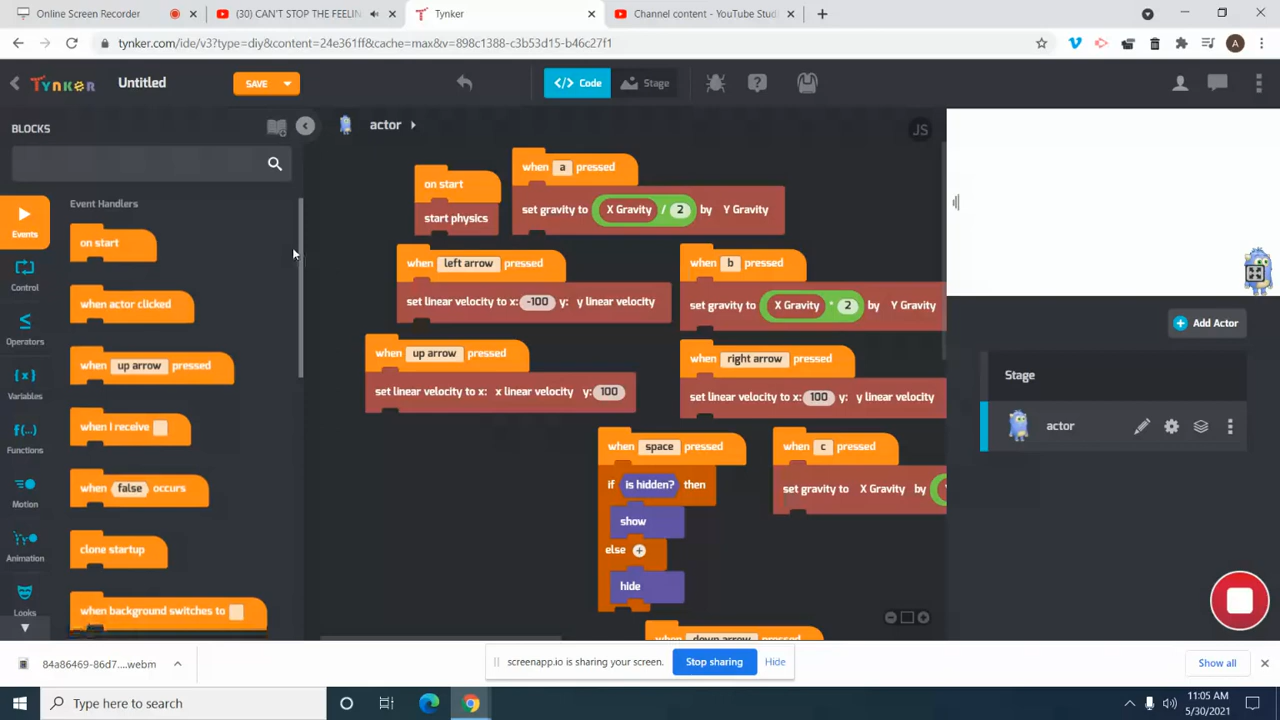 Online Screen Recorder
(30) CAN'T STOP THE FEELIN
Tynker
Channel content - YouTube Stud
tynker.com/ide/v3?type=diy&content=24e361ff&cache=max&v=898c1388-c3b53d15-b46c27f1
A
Tynker
Untitled
SAVE
</> Code
Stage
BLOCKS
actor
JS
Events
Control
Operators
Variables
Functions
Motion
Animation
Looks
Event Handlers
on start
when actor clicked
when up arrow pressed
when I receive
when false occurs
clone startup
when background switches to
on start
start physics
when a pressed
set gravity to X Gravity / 2 by Y Gravity
when left arrow pressed
set linear velocity to x: -100 y: y linear velocity
when b pressed
set gravity to X Gravity * 2 by Y Gravity
when up arrow pressed
set linear velocity to x: x linear velocity y: 100
when right arrow pressed
set linear velocity to x: 100 y: y linear velocity
when space pressed
if is hidden? then
show
else +
hide
when c pressed
set gravity to X Gravity by
when down arrow pressed
Add Actor
Stage
actor
84a86469-86d7....webm
screenapp.io is sharing your screen.
Stop sharing
Hide
Show all
Type here to search
11:05 AM
5/30/2021